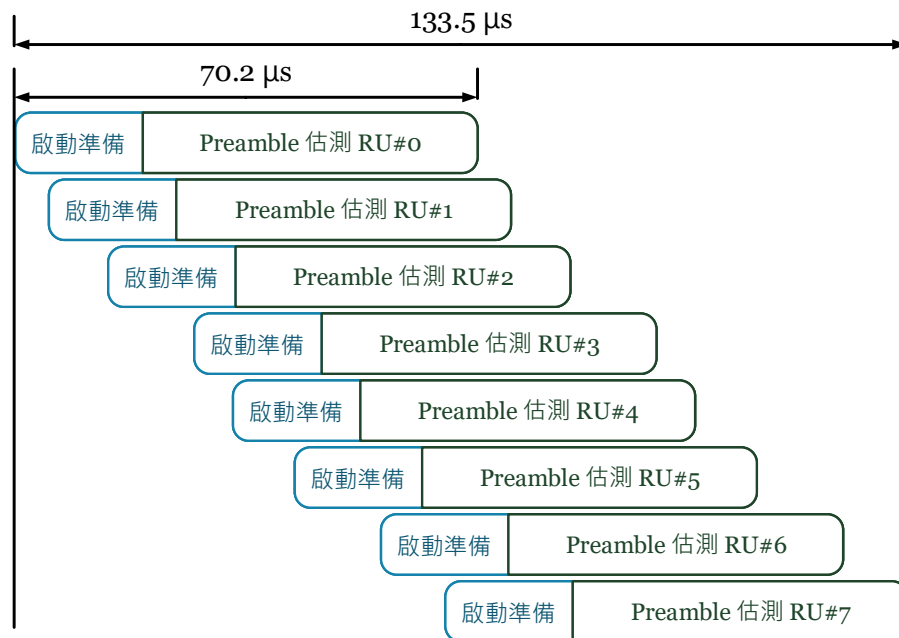 133.5 μs
70.2 μs
啟動準備 Preamble 估測 RU#0
啟動準備 Preamble 估測 RU#1
啟動準備 Preamble 估測 RU#2
啟動準備 Preamble 估測 RU#3
啟動準備 Preamble 估測 RU#4
啟動準備 Preamble 估測 RU#5
啟動準備 Preamble 估測 RU#6
啟動準備 Preamble 估測 RU#7